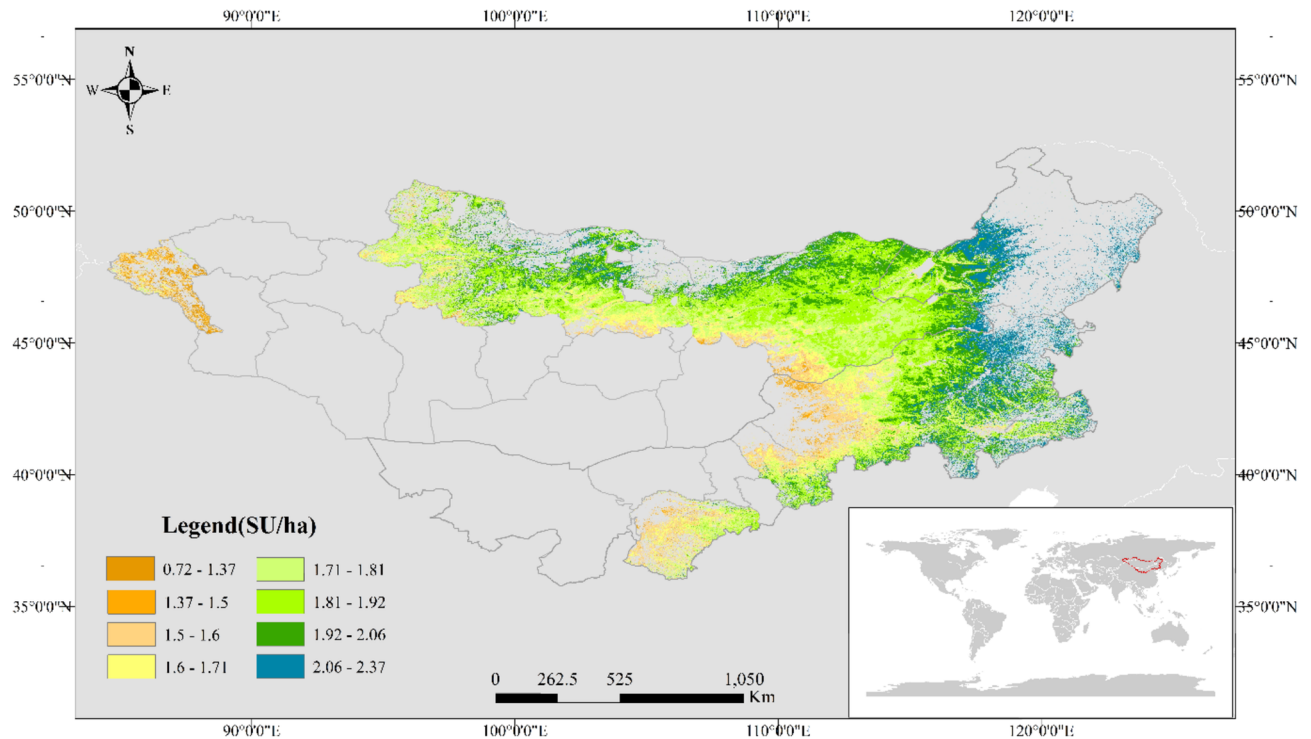 90°0'0"E 100°0'0"E 110°0'0"E 120°0'0"E
N
W E
S
55°0'0"N 55°0'0"N
50°0'0"N 50°0'0"N
45°0'0"N 45°0'0"N
40°0'0"N 40°0'0"N
35°0'0"N 35°0'0"N
Legend(SU/ha)
0.72 - 1.37 1.71 - 1.81
1.37 - 1.5 1.81 - 1.92
1.5 - 1.6 1.92 - 2.06
1.6 - 1.71 2.06 - 2.37
0 262.5 525 1,050
Km
90°0'0"E 100°0'0"E 110°0'0"E 120°0'0"E